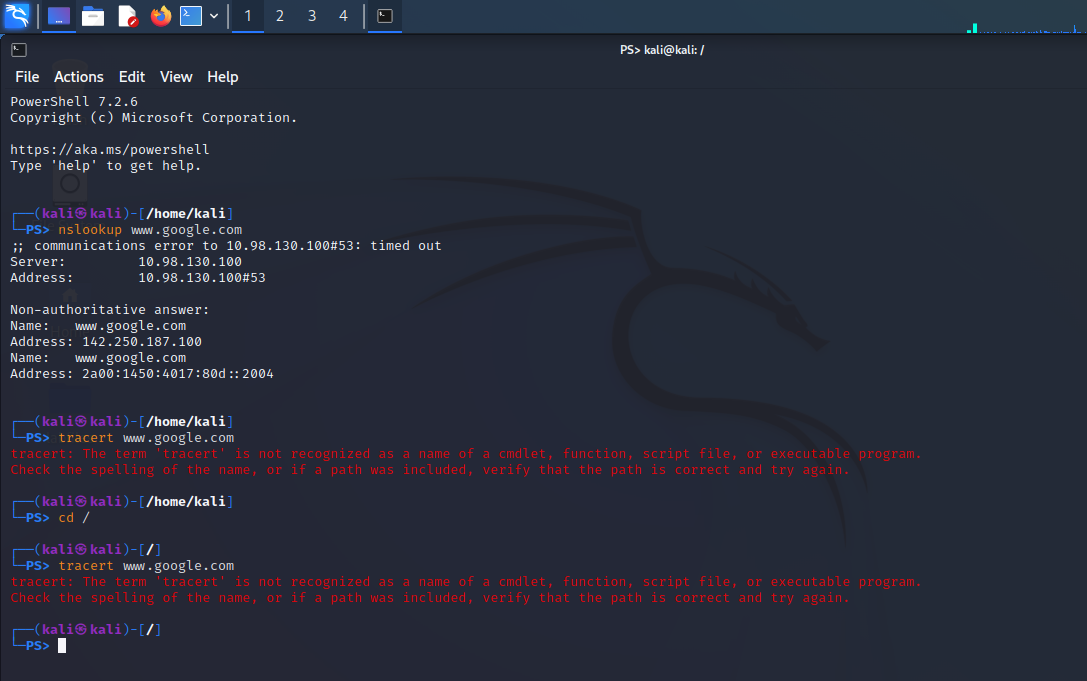 1 2 3 4
PS> kali@kali: /
File Actions Edit View Help
PowerShell 7.2.6
Copyright (c) Microsoft Corporation.
https://aka.ms/powershell
Type 'help' to get help.
┌──(kali㉿kali)-[/home/kali]
└─PS> nslookup www.google.com
;; communications error to 10.98.130.100#53: timed out
Server:         10.98.130.100
Address:        10.98.130.100#53
Non-authoritative answer:
Name:   www.google.com
Address: 142.250.187.100
Name:   www.google.com
Address: 2a00:1450:4017:80d::2004
┌──(kali㉿kali)-[/home/kali]
└─PS> tracert www.google.com
tracert: The term 'tracert' is not recognized as a name of a cmdlet, function, script file, or executable program.
Check the spelling of the name, or if a path was included, verify that the path is correct and try again.
┌──(kali㉿kali)-[/home/kali]
└─PS> cd /
┌──(kali㉿kali)-[/]
└─PS> tracert www.google.com
tracert: The term 'tracert' is not recognized as a name of a cmdlet, function, script file, or executable program.
Check the spelling of the name, or if a path was included, verify that the path is correct and try again.
┌──(kali㉿kali)-[/]
└─PS>